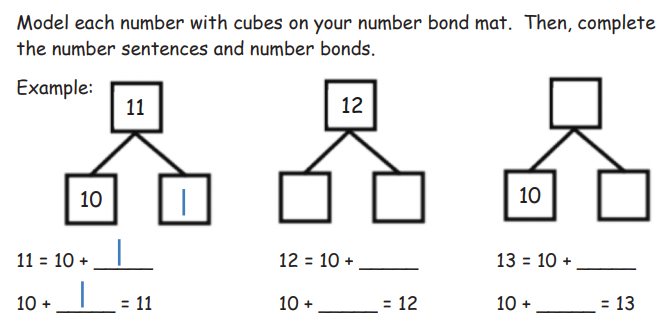 Model each number with cubes on your number bond mat. Then, complete
the number sentences and number bonds.
Example:
11
12
10
1
10
11 = 10 + 1
12 = 10 + ______
13 = 10 + ______
10 + 1 = 11
10 + ______ = 12
10 + ______ = 13